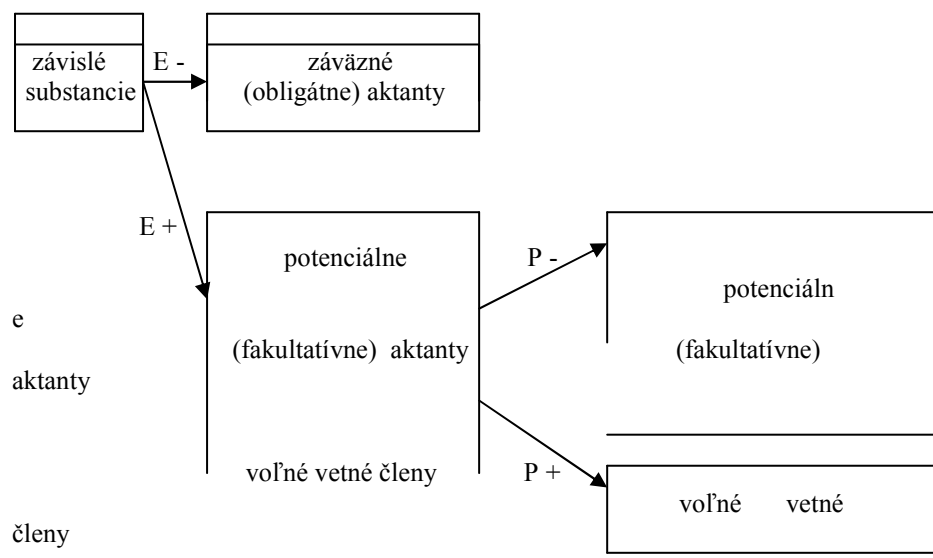 závislé E - záväzné
substancie (obligátne) aktanty
E +
potenciálne P -
potenciáln
e
(fakultatívne) aktanty (fakultatívne)
aktanty
voľné vetné členy P +
voľné vetné
členy